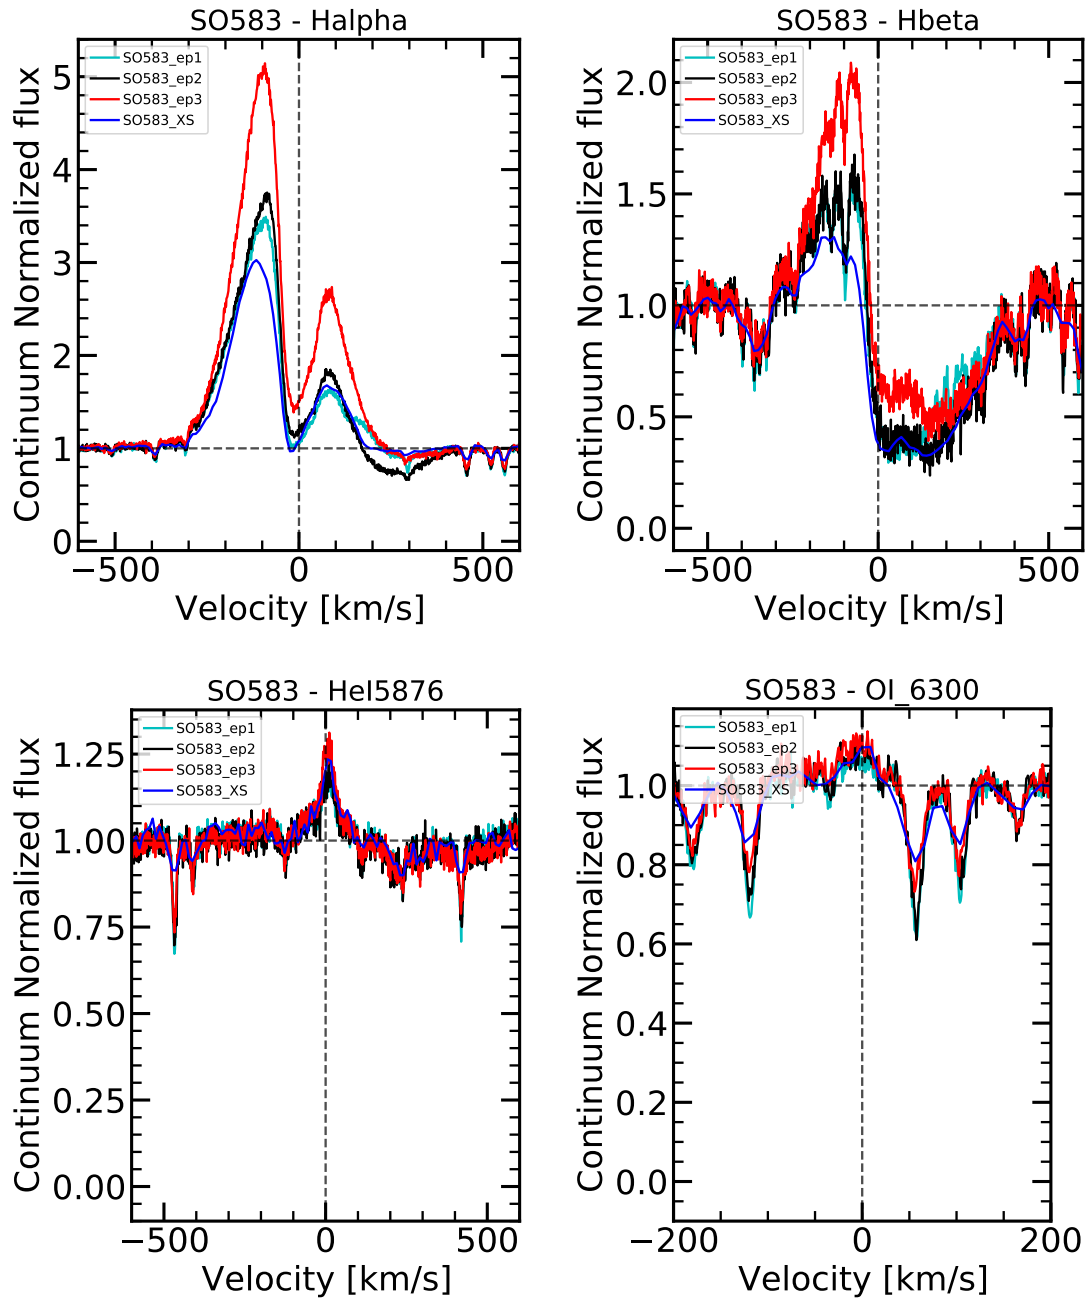 SO583 - Halpha
SO583_ep1
SO583_ep2
SO583_ep3
SO583_XS
Continuum Normalized flux
5
4
3
2
1
0
−500
0
500
Velocity [km/s]
SO583 - Hbeta
SO583_ep1
SO583_ep2
SO583_ep3
SO583_XS
Continuum Normalized flux
2.0
1.5
1.0
0.5
0.0
−500
0
500
Velocity [km/s]
SO583 - HeI5876
SO583_ep1
SO583_ep2
SO583_ep3
SO583_XS
Continuum Normalized flux
1.25
1.00
0.75
0.50
0.25
0.00
−500
0
500
Velocity [km/s]
SO583 - OI_6300
SO583_ep1
SO583_ep2
SO583_ep3
SO583_XS
Continuum Normalized flux
1.0
0.8
0.6
0.4
0.2
0.0
−200
0
200
Velocity [km/s]